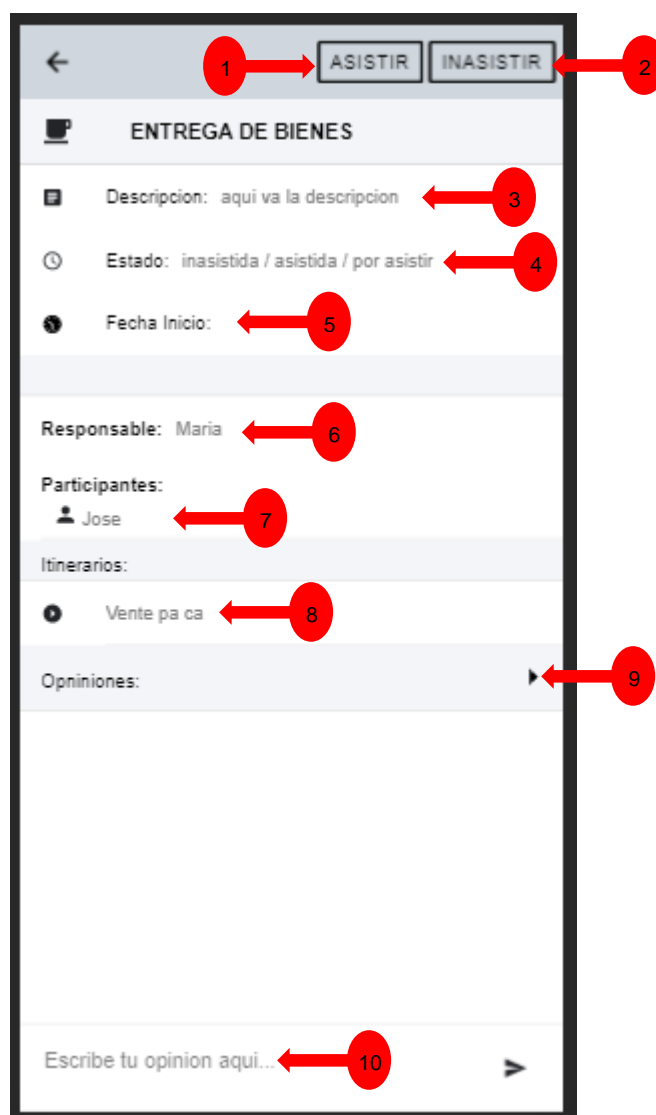 1 ASISTIR INASISTIR 2
ENTREGA DE BIENES
Descripcion: aqui va la descripcion 3
Estado: inasistida / asistida / por asistir 4
Fecha Inicio: 5
Responsable: Maria 6
Participantes:
Jose 7
Itinerarios:
Vente pa ca 8
Opniniones: 9
Escribe tu opinion aqui... 10